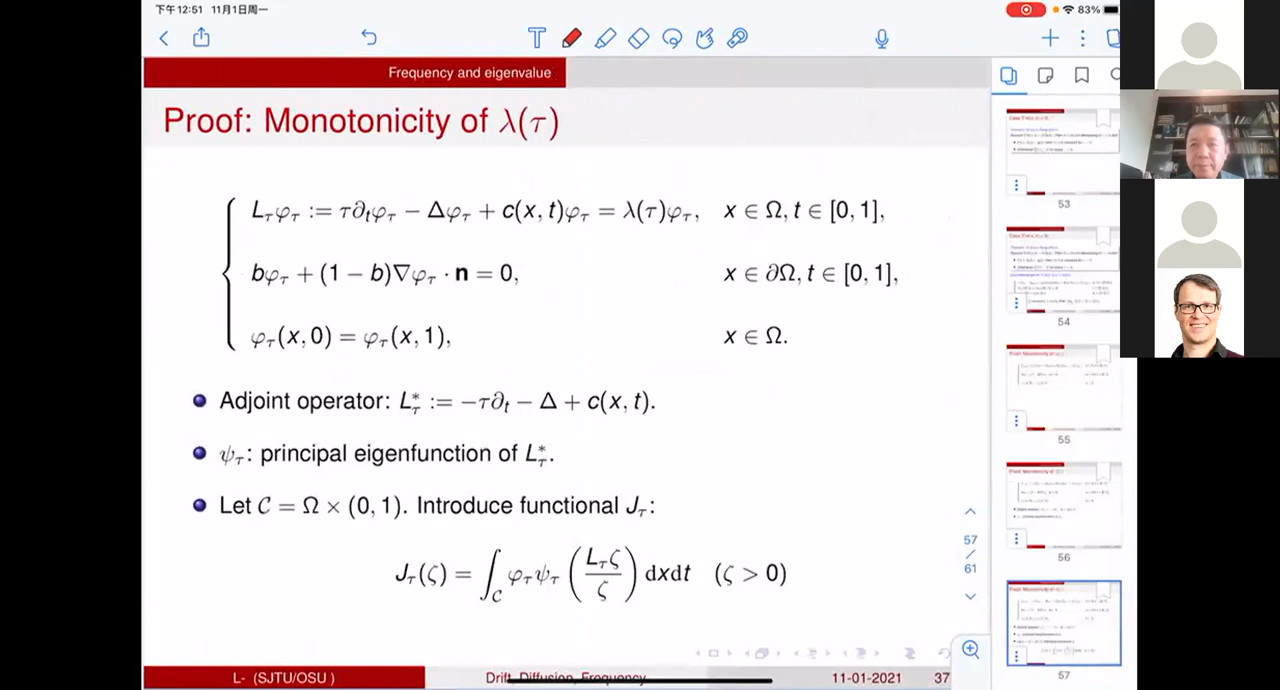 下午12:51 11月1日周一
83%
Frequency and eigenvalue
Proof: Monotonicity of λ(τ)
L_τφ_τ := τ∂_tφ_τ − Δφ_τ + c(x, t)φ_τ = λ(τ)φ_τ, x ∈ Ω, t ∈ [0, 1],
bφ_τ + (1 − b)∇φ_τ · n = 0, x ∈ ∂Ω, t ∈ [0, 1],
φ_τ(x, 0) = φ_τ(x, 1), x ∈ Ω.
Adjoint operator: L*_τ := −τ∂_t − Δ + c(x, t).
ψ_τ: principal eigenfunction of L*_τ.
Let C = Ω × (0, 1). Introduce functional J_τ:
J_τ(ζ) = ∫_C φ_τψ_τ (L_τζ / ζ) dxdt (ζ > 0)
L- (SJTU/OSU ) Drift, Diffusion, Frequency 11-01-2021 37
57
/
61
53
54
55
56
57